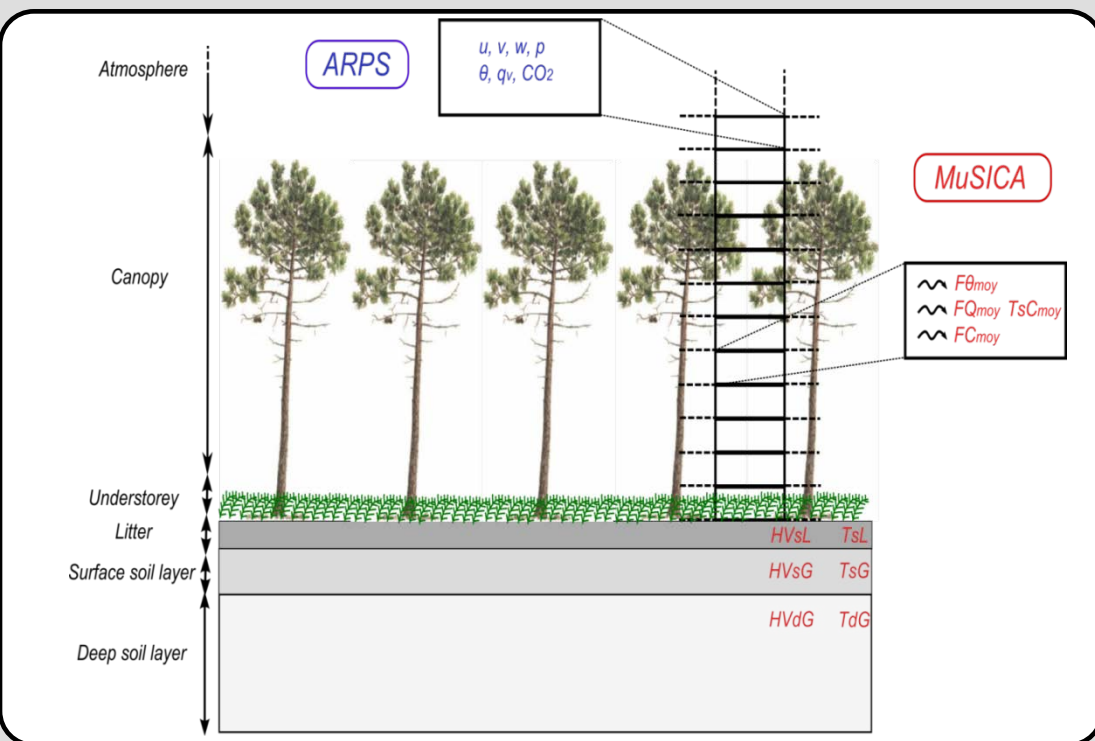 Atmosphere
ARPS
u, v, w, p
θ, qv, CO2
MuSICA
Canopy
Fθmoy
FQmoy TsCmoy
FCmoy
Understorey
Litter
HVsL TsL
Surface soil layer
HVsG TsG
HVdG TdG
Deep soil layer